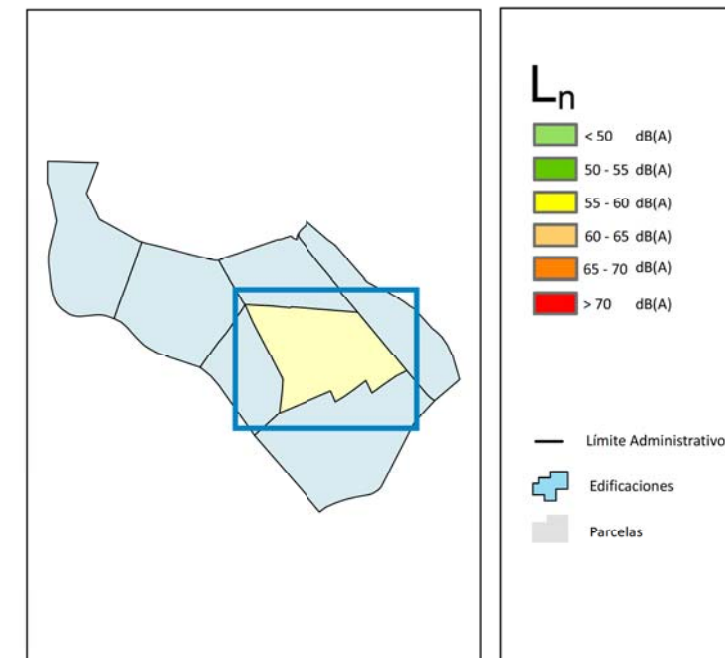 Ln
< 50 dB(A)
50 - 55 dB(A)
55 - 60 dB(A)
60 - 65 dB(A)
65 - 70 dB(A)
> 70 dB(A)
Límite Administrativo
Edificaciones
Parcelas